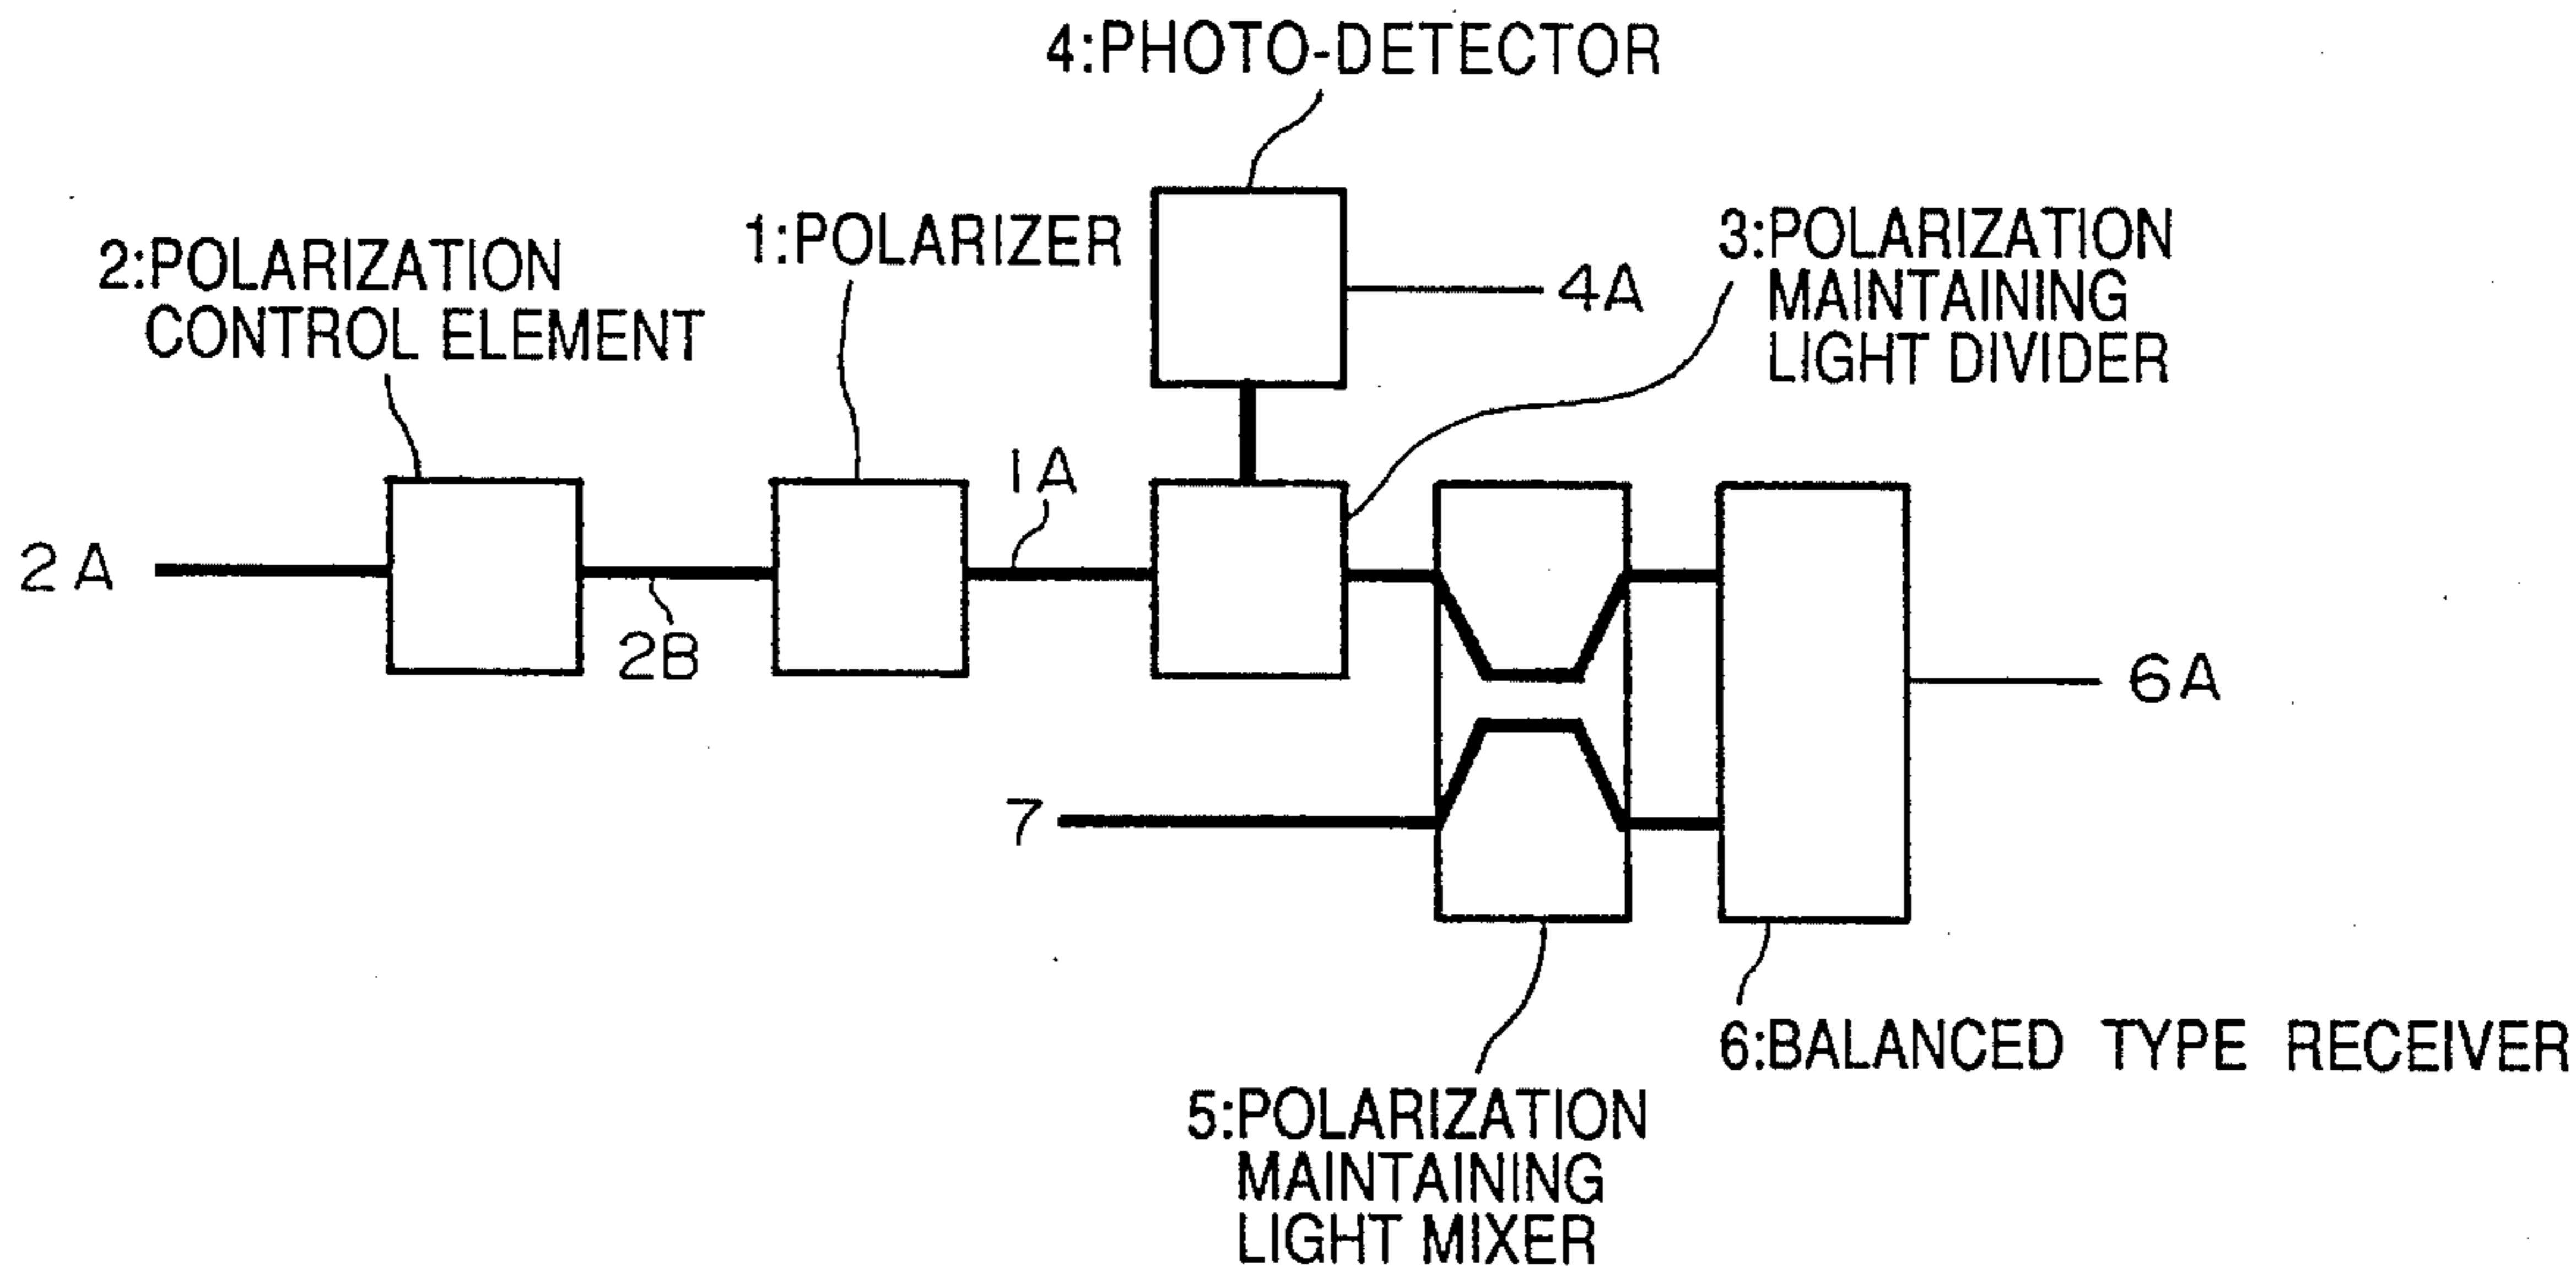 4:PHOTO-DETECTOR
1:POLARIZER
3:POLARIZATION
MAINTAINING
LIGHT DIVIDER
2:POLARIZATION
CONTROL ELEMENT
4A
1A
2A
2B
6A
7
6:BALANCED TYPE RECEIVER
5:POLARIZATION
MAINTAINING
LIGHT MIXER